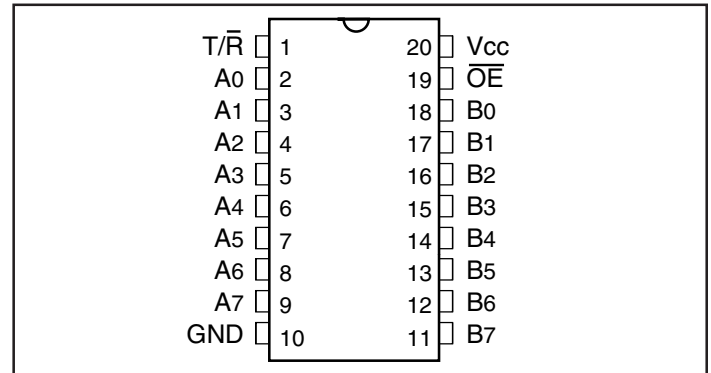 T/R̅ 1 20 Vcc
A0 2 19 O̅E̅
A1 3 18 B0
A2 4 17 B1
A3 5 16 B2
A4 6 15 B3
A5 7 14 B4
A6 8 13 B5
A7 9 12 B6
GND 10 11 B7